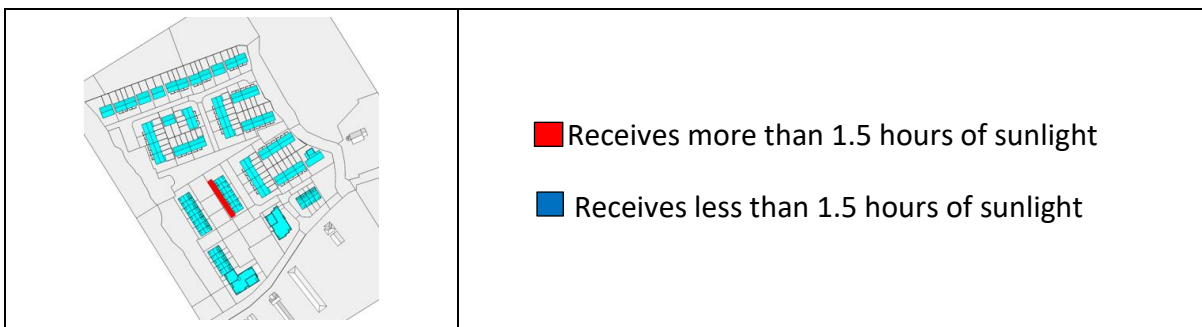 Receives more than 1.5 hours of sunlight
Receives less than 1.5 hours of sunlight